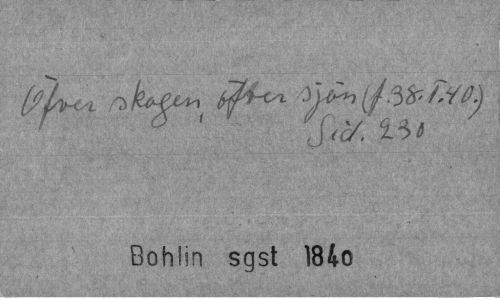 Öfver skogen, öfver sjön (f. 38. I. 40.)
Sid. 230
Bohlin sgst 1840